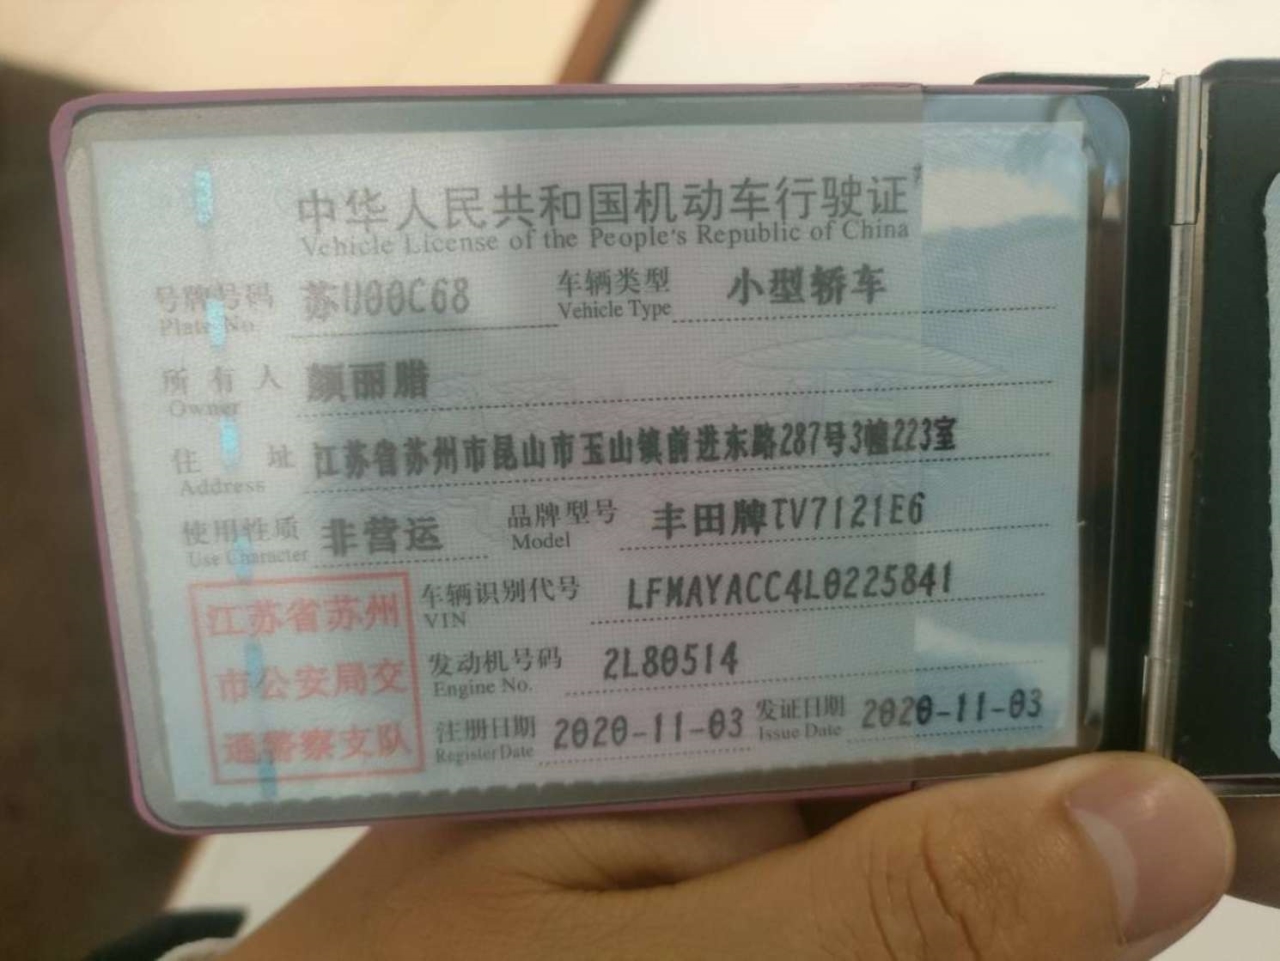 中华人民共和国机动车行驶证
Vehicle License of the People's Republic of China
号牌号码 苏U00C68 车辆类型 小型轿车
Plate No. Vehicle Type
所有人 颜丽腊
Owner
住址 江苏省苏州市昆山市玉山镇前进东路287号3幢223室
Address
使用性质 非营运 品牌型号 丰田牌TV7121E6
Use Character Model
江苏省苏州 车辆识别代号 LFMAYACC4L0225841
VIN
市公安局交 发动机号码 2L80514
Engine No.
通警察支队 注册日期 2020-11-03 发证日期 2020-11-03
Register Date Issue Date